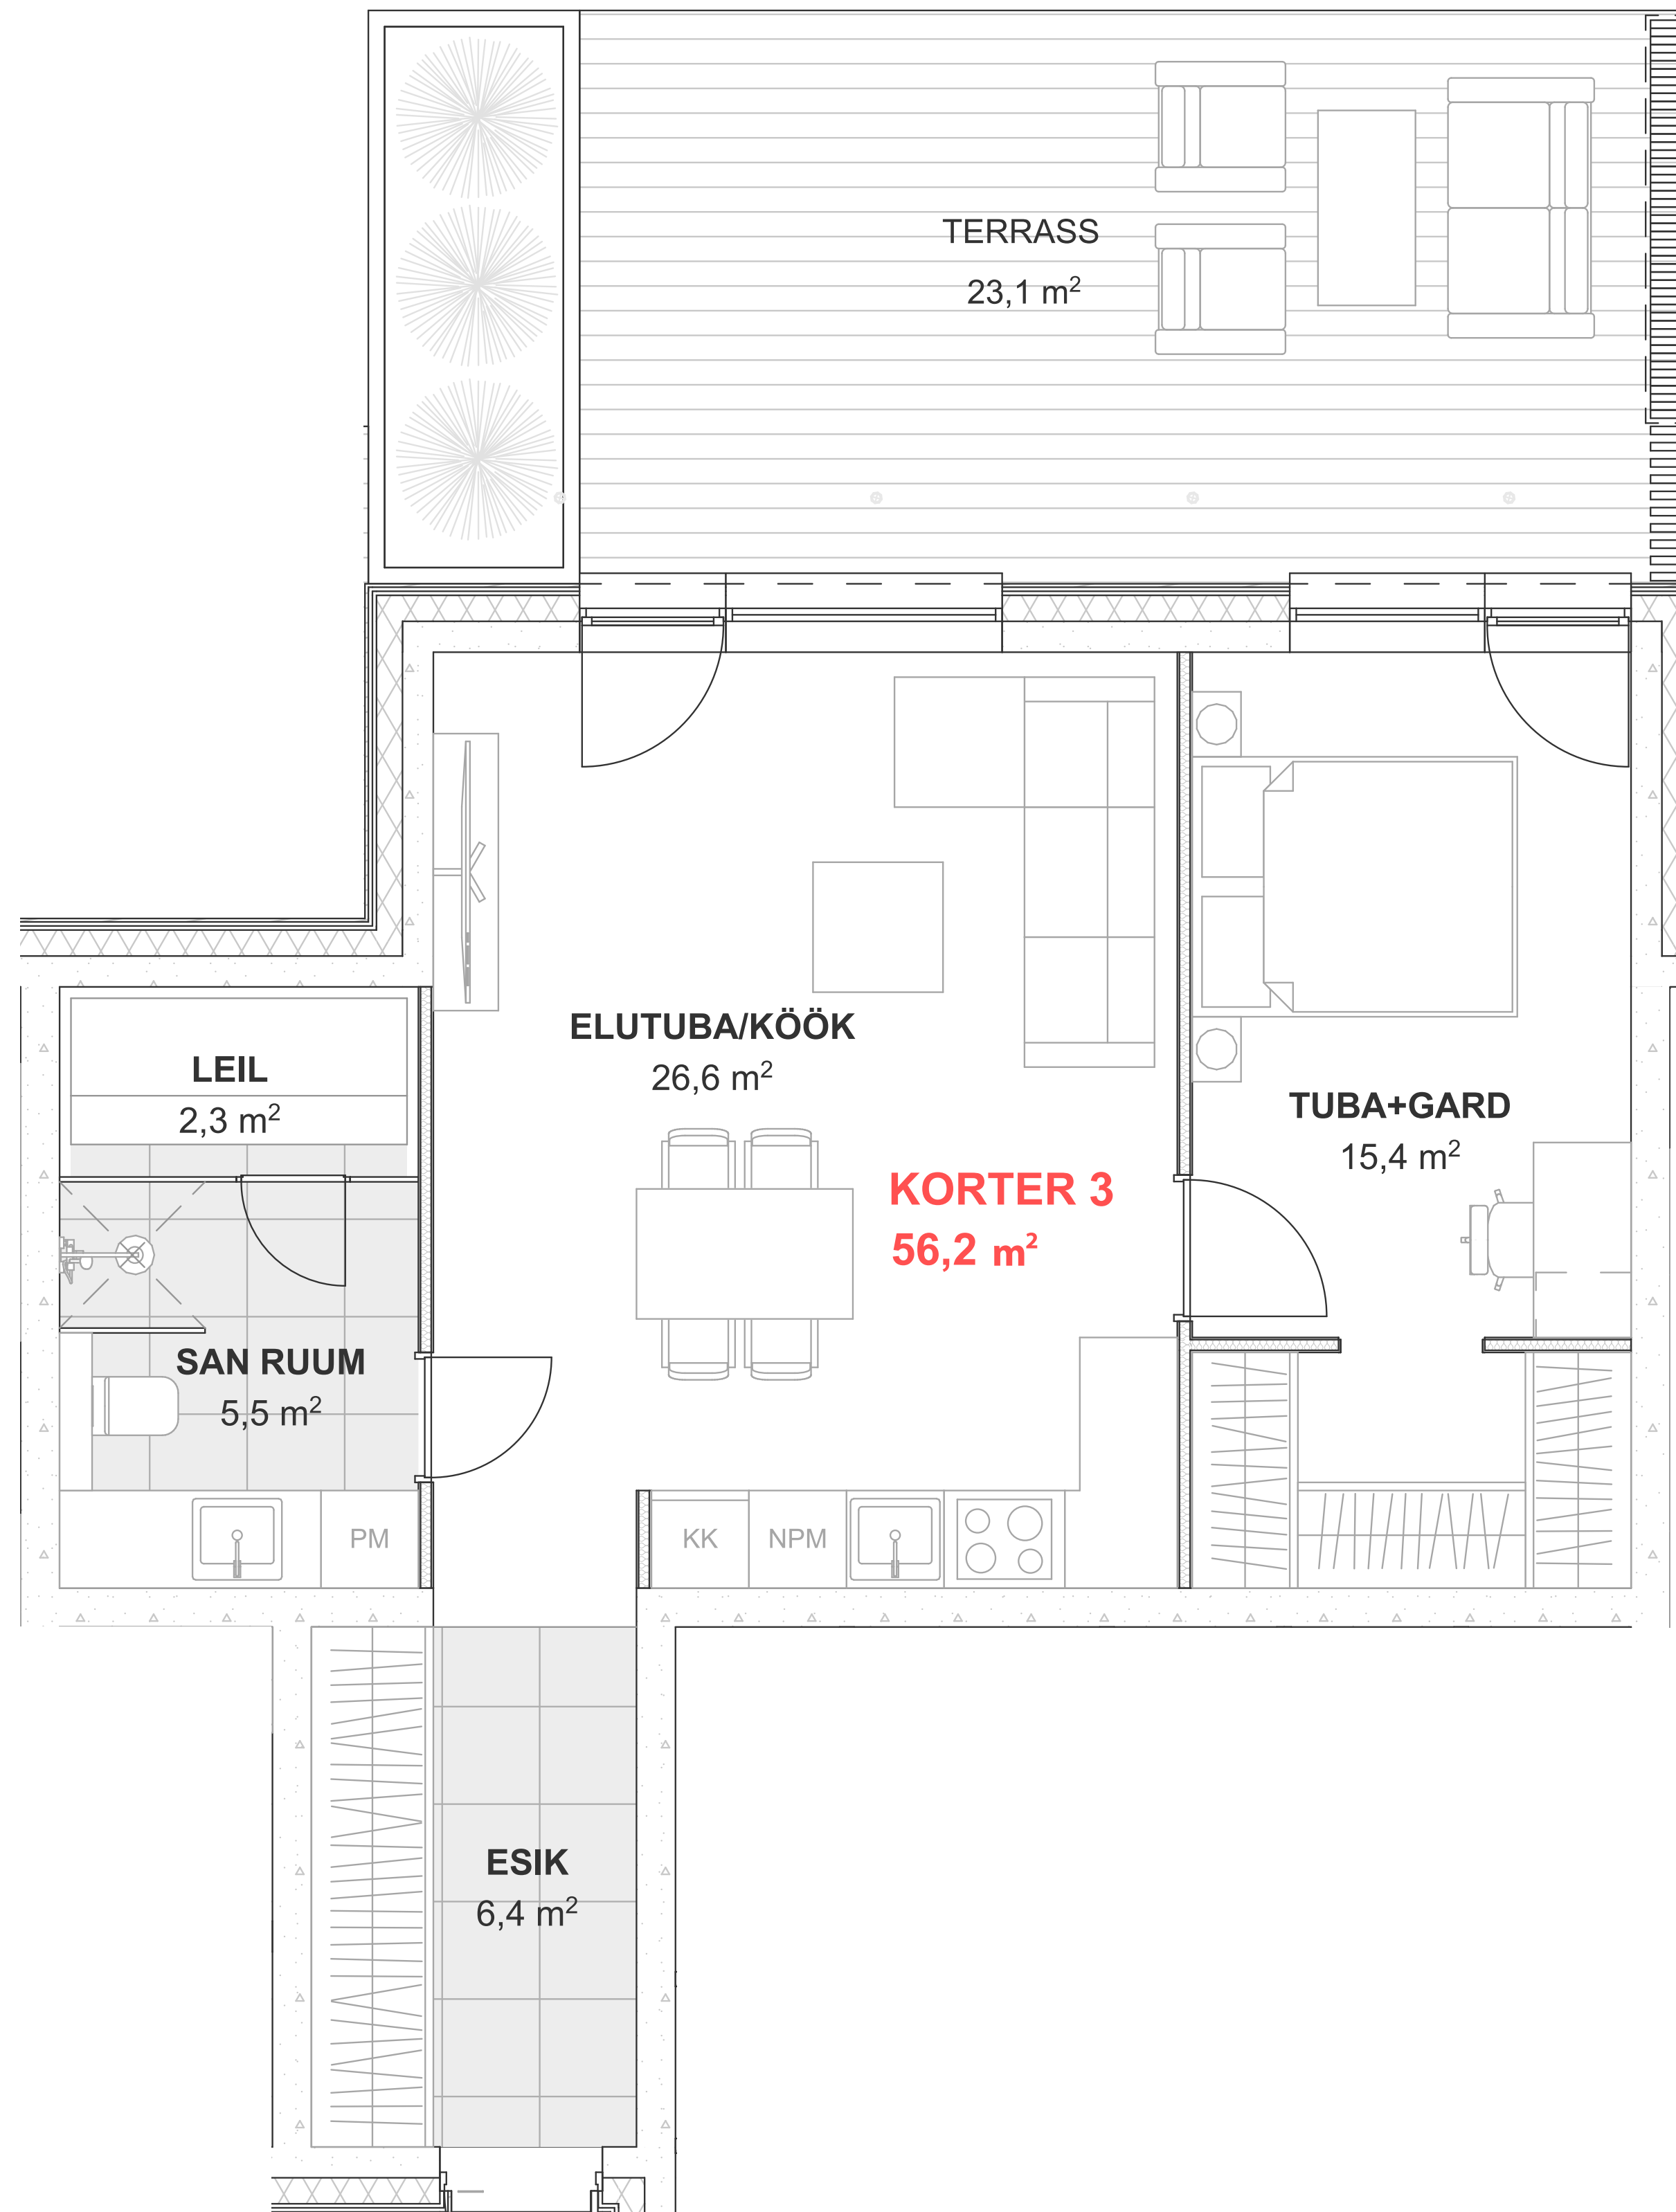 TERRASS
23,1 m²
ELUTUBA/KÖÖK
26,6 m²
LEIL
2,3 m²
TUBA+GARD
15,4 m²
KORTER 3
56,2 m²
SAN RUUM
5,5 m²
PM
KK
NPM
ESIK
6,4 m²